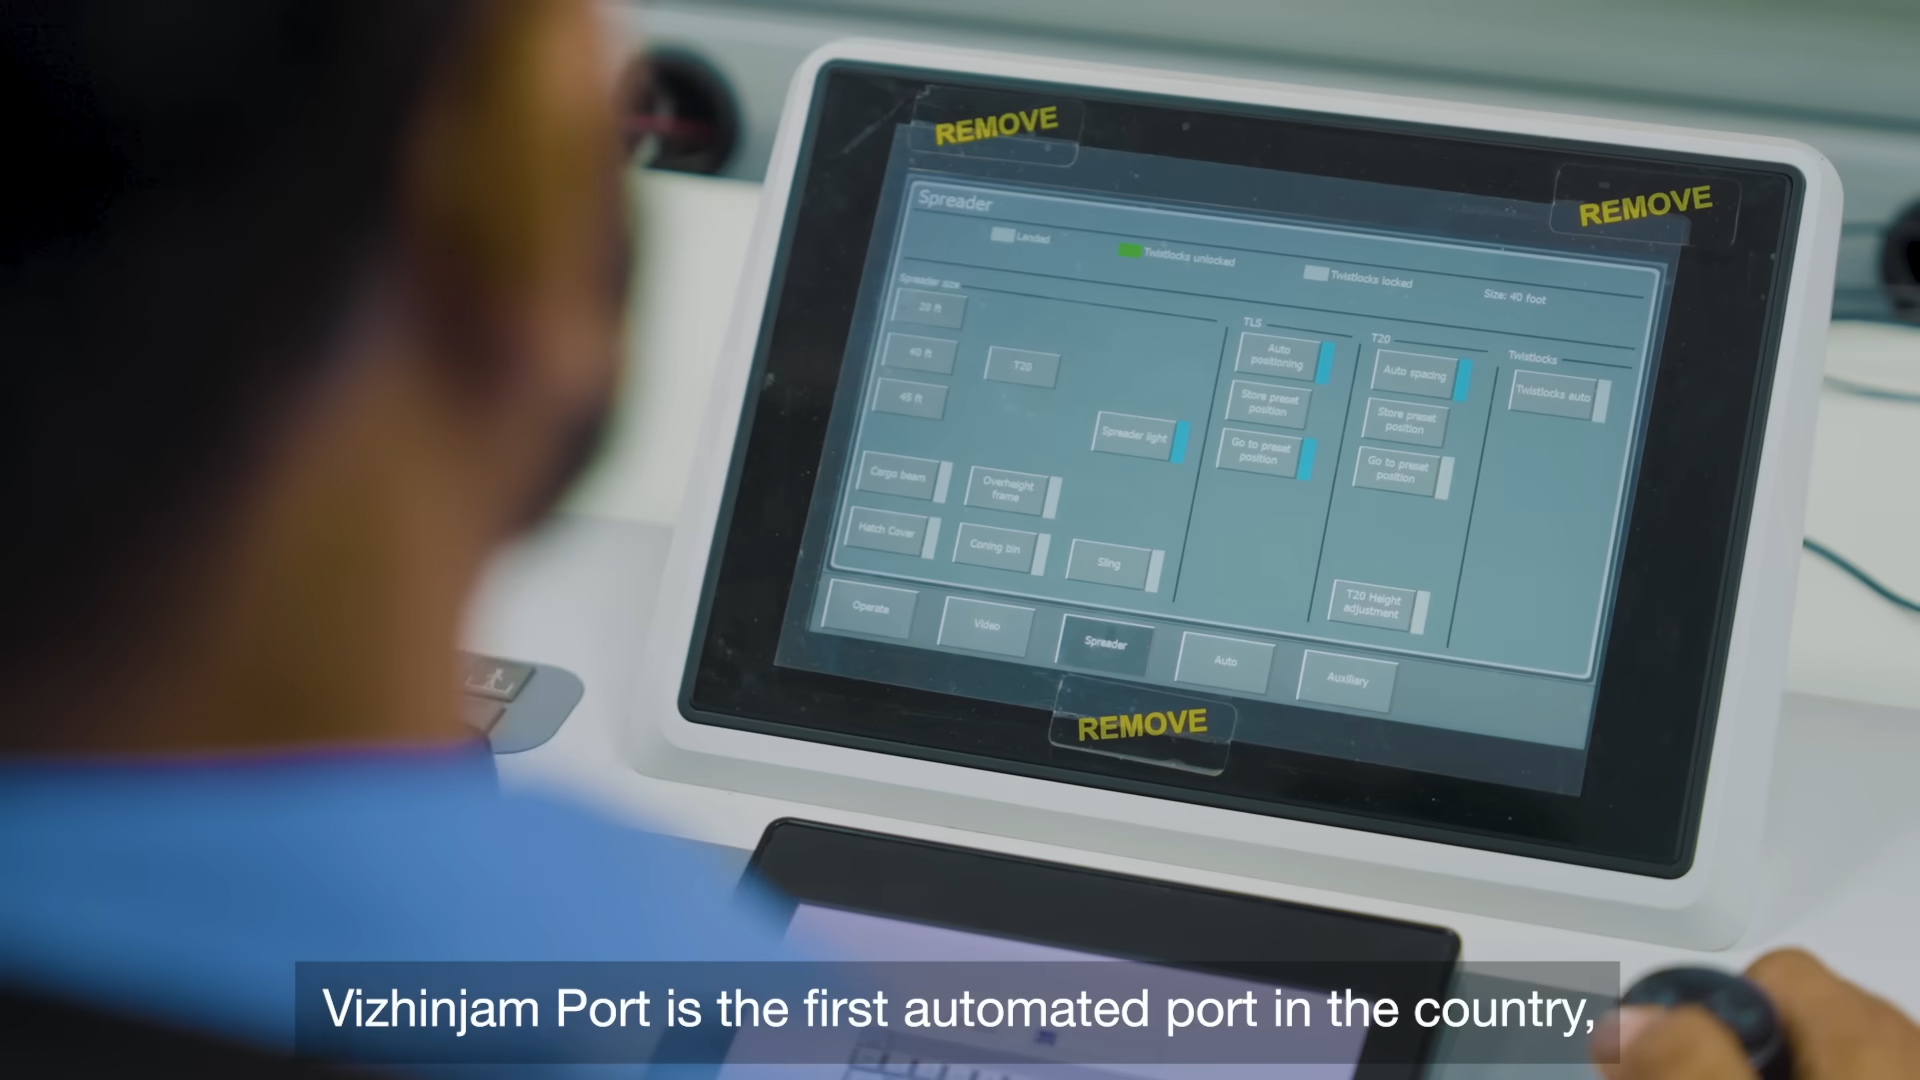 REMOVE
REMOVE
Spreader
Landed
Twistlocks unlocked
Twistlocks locked
Size: 40 foot
Spreader size
20 ft
40 ft
45 ft
T20
Spreader light
Cargo beam
Overheight
frame
Hatch Cover
Coning bin
Sling
TLS
Auto
positioning
Store preset
position
Go to preset
position
T20
Auto spacing
Store preset
position
Go to preset
position
T20 Height
adjustment
Twistlocks
Twistlocks auto
Operate
Video
Spreader
Auto
Auxiliary
REMOVE
Vizhinjam Port is the first automated port in the country,